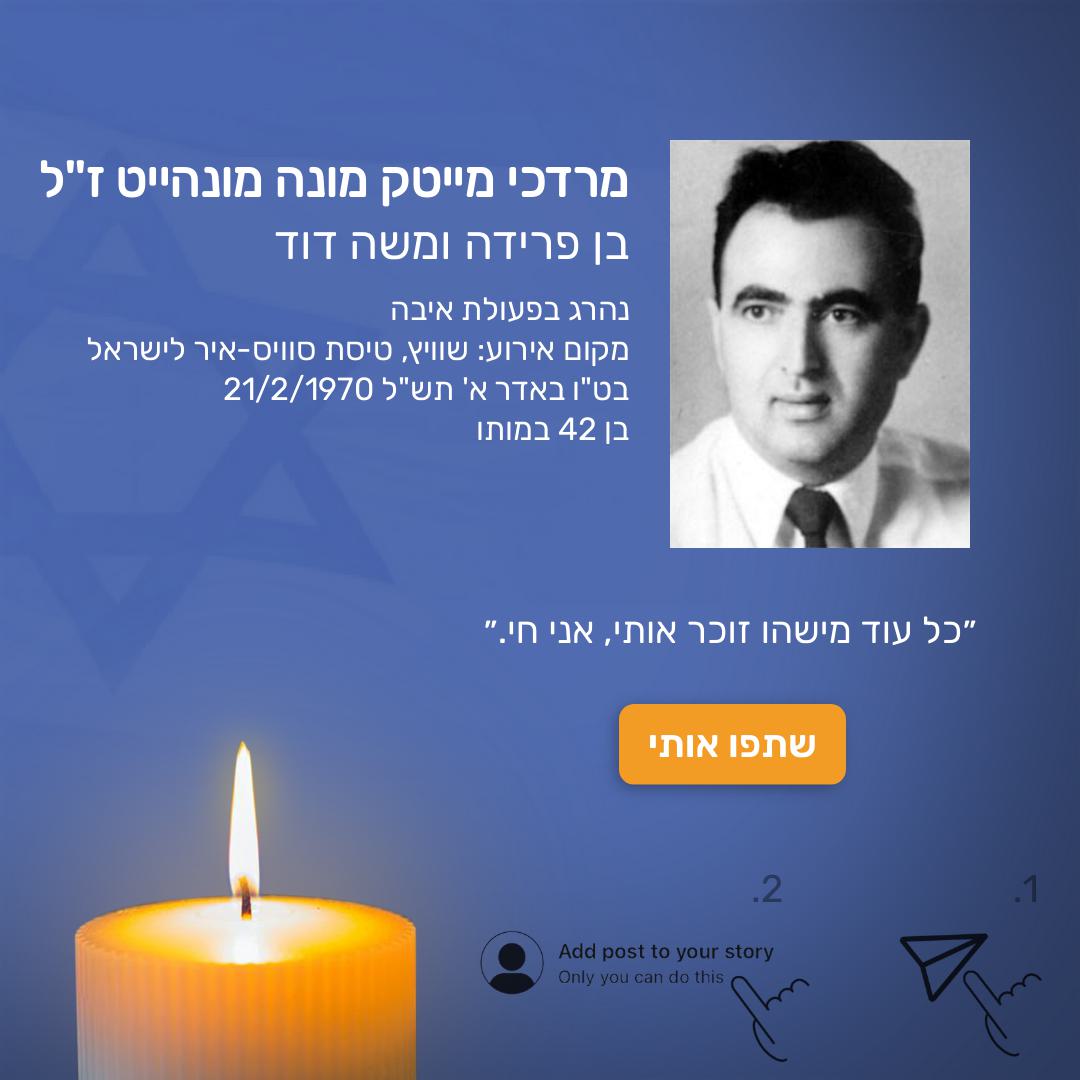 מרדכי מייטק מונה מונהייט ז"ל
בן פרידה ומשה דוד
נהרג בפעולת איבה
מקום אירוע: שוויץ, טיסת סוויס-איר לישראל
בט"ו באדר א' תש"ל 21/2/1970
בן 42 במותו
״כל עוד מישהו זוכר אותי, אני חי.״
שתפו אותי
1.
2.
Add post to your story
Only you can do this